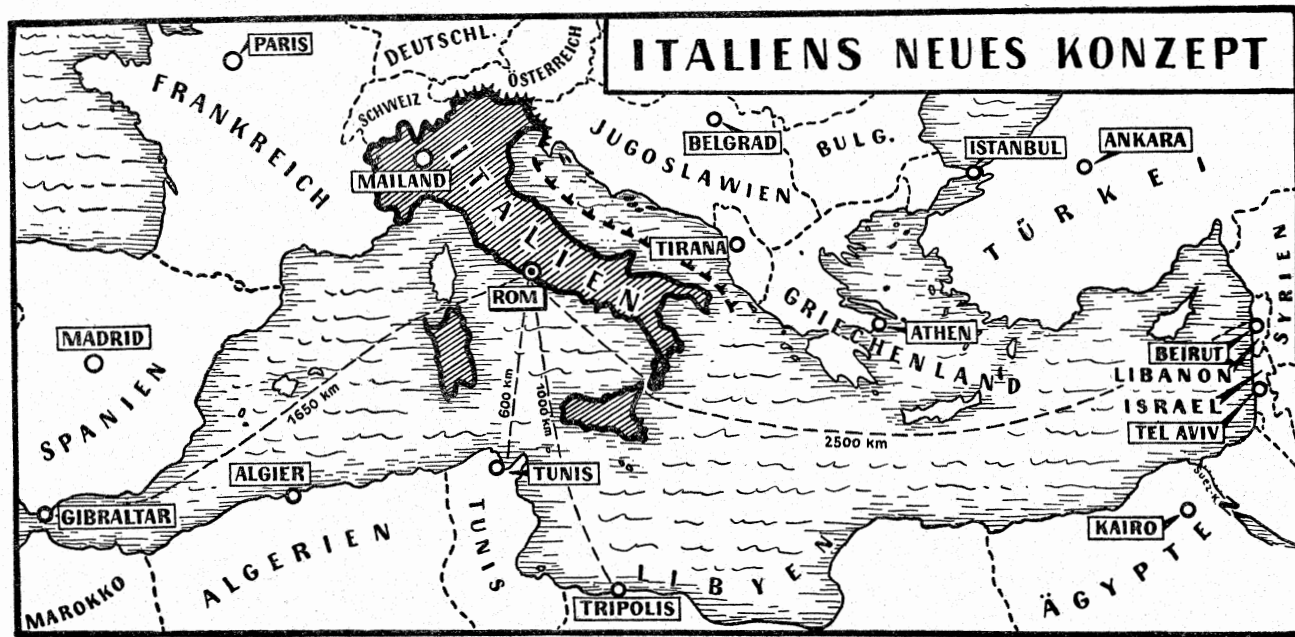 ITALIENS NEUES KONZEPT
PARIS
DEUTSCHL.
ÖSTERREICH
SCHWEIZ
FRANKREICH
MAILAND
ITALIEN
JUGOSLAWIEN
BELGRAD
BULG.
ISTANBUL
ANKARA
TÜRKEI
TIRANA
ROM
SYRIEN
GRIECHENLAND
ATHEN
MADRID
SPANIEN
BEIRUT
LIBANON
ISRAEL
TEL AVIV
1650 km
600 km
1000 km
2500 km
ALGIER
TUNIS
GIBRALTAR
SUEZ-K.
KAIRO
ALGERIEN
TUNIS
LIBYEN
ÄGYPTEN
MAROKKO
TRIPOLIS